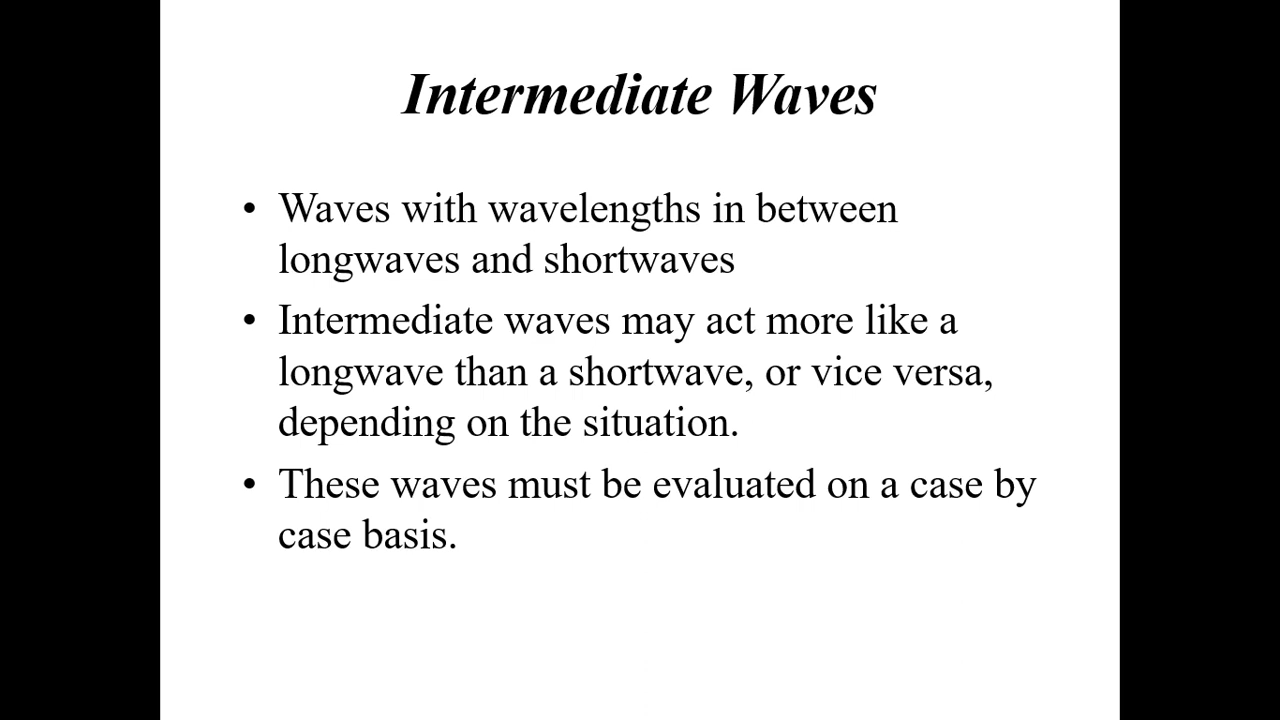 Intermediate Waves
• Waves with wavelengths in between
longwaves and shortwaves
• Intermediate waves may act more like a
longwave than a shortwave, or vice versa,
depending on the situation.
• These waves must be evaluated on a case by
case basis.